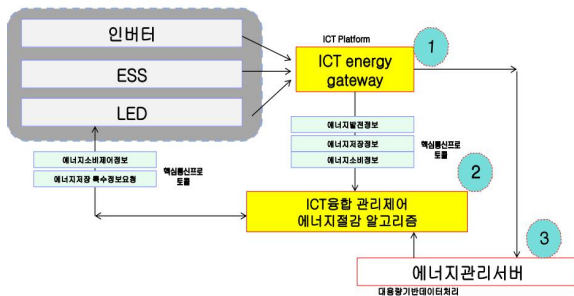 인버터
ESS
LED
ICT Platform
ICT energy
gateway
1
에너지발전정보
에너지저장정보
에너지소비정보
핵심통신프로
토콜
에너지소비제어정보
에너지저장 특수정보요청
핵심통신프로
토콜
2
ICT융합 관리제어
에너지절감 알고리즘
3
에너지관리서버
대용량기반데이터처리